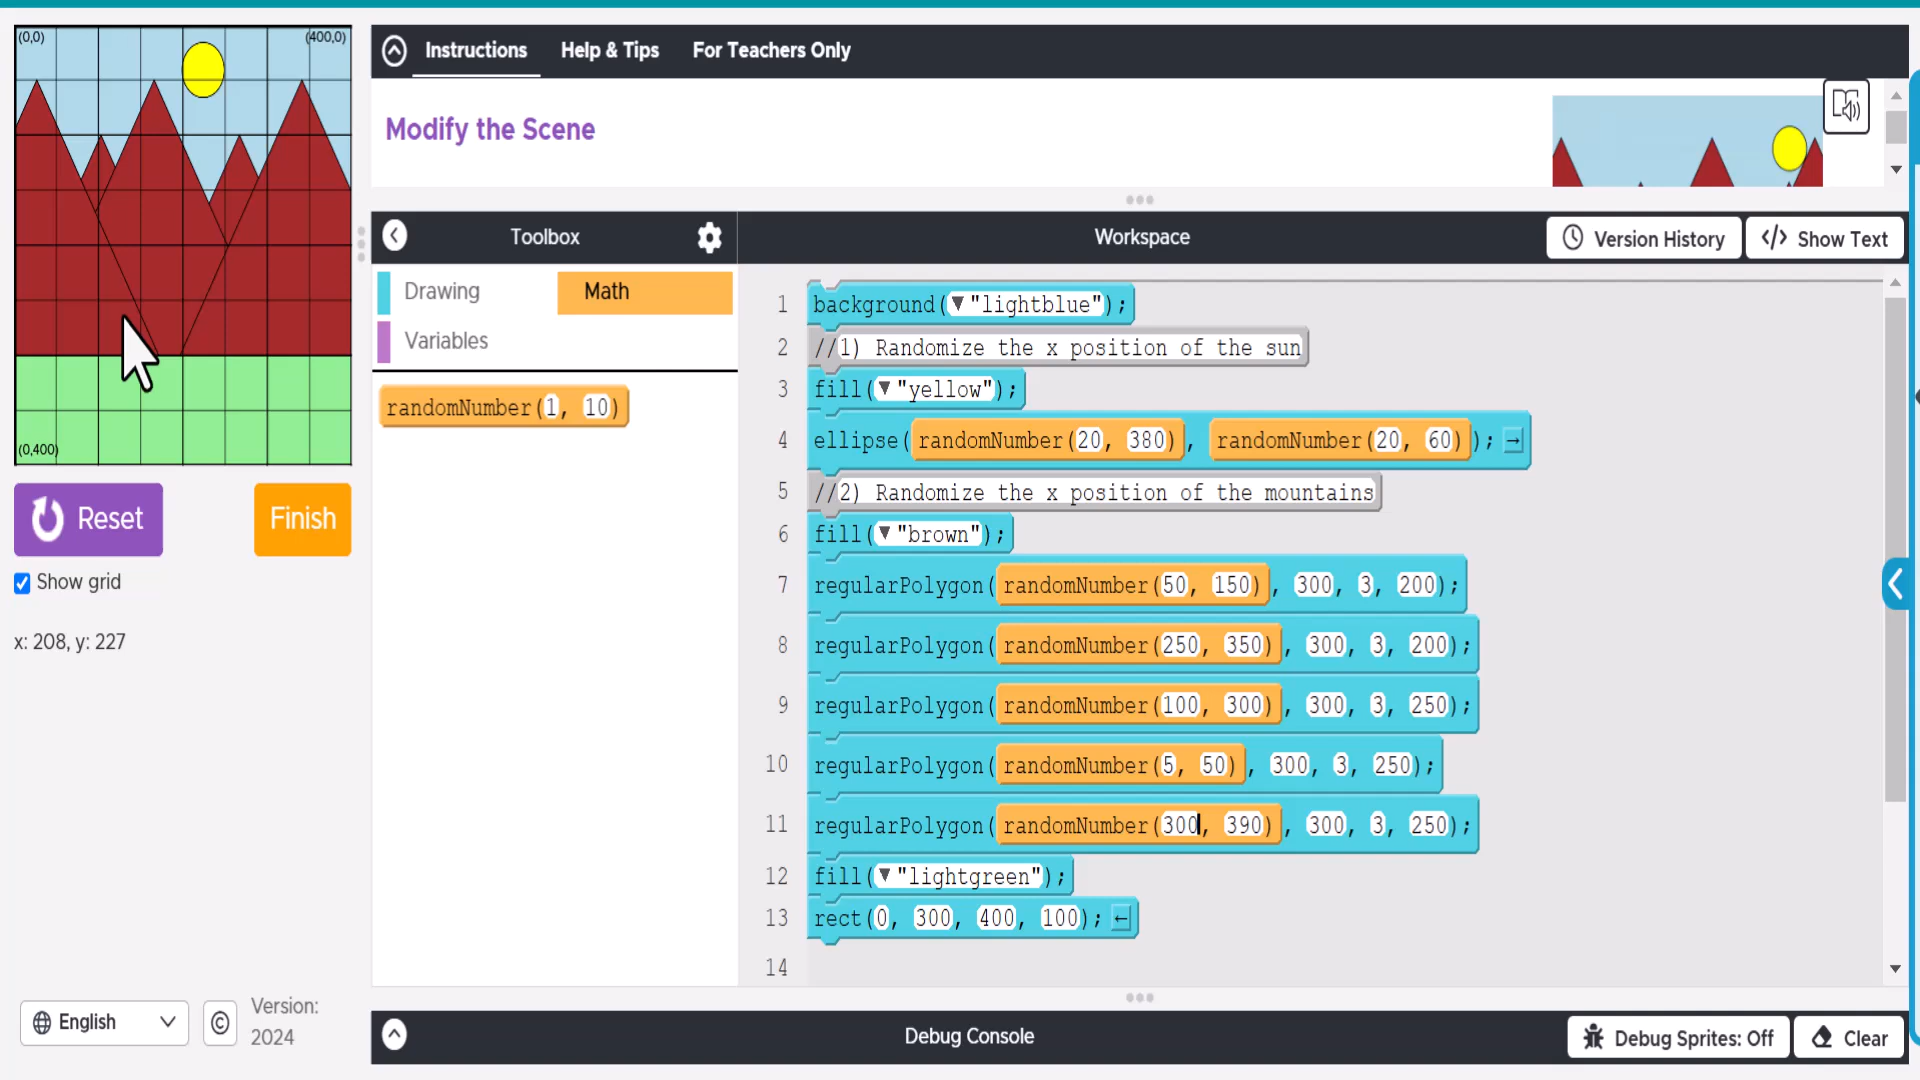 (0,0) (400,0)
(0,400)
Reset
Finish
Show grid
x: 208, y: 227
English
Version:
2024
Instructions Help & Tips For Teachers Only
Modify the Scene
Toolbox
Workspace
Version History
</> Show Text
Drawing
Math
Variables
randomNumber(1, 10)
1 background(▼"lightblue");
2 //1) Randomize the x position of the sun
3 fill(▼"yellow");
4 ellipse(randomNumber(20, 380), randomNumber(20, 60)); →
5 //2) Randomize the x position of the mountains
6 fill(▼"brown");
7 regularPolygon(randomNumber(50, 150), 300, 3, 200);
8 regularPolygon(randomNumber(250, 350), 300, 3, 200);
9 regularPolygon(randomNumber(100, 300), 300, 3, 250);
10 regularPolygon(randomNumber(5, 50), 300, 3, 250);
11 regularPolygon(randomNumber(300, 390), 300, 3, 250);
12 fill(▼"lightgreen");
13 rect(0, 300, 400, 100); ←
14
Debug Console
Debug Sprites: Off
Clear